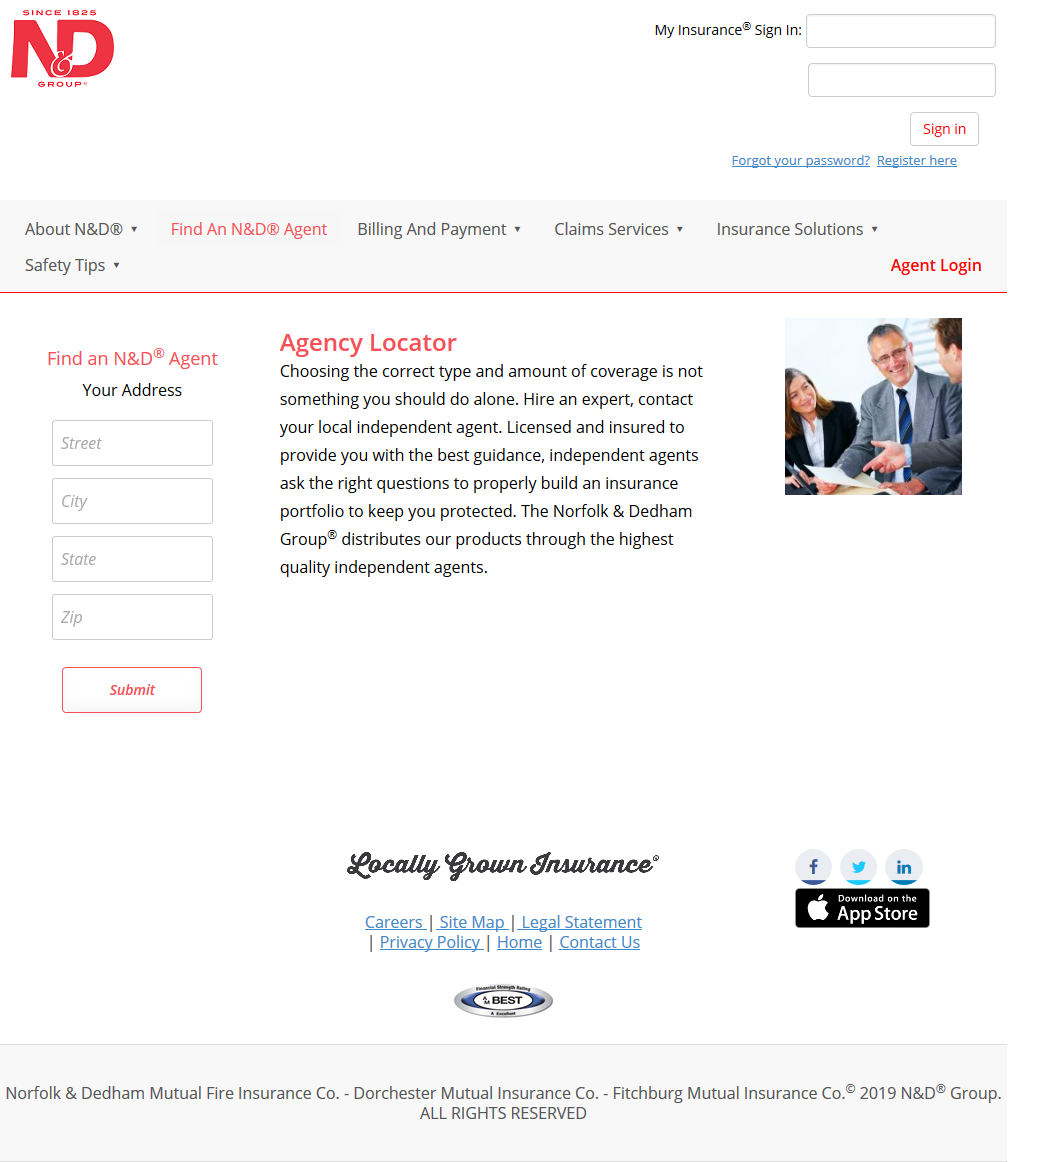 SINCE 1825
N&D
GROUP®
My Insurance® Sign In:
Sign in
Forgot your password? Register here
About N&D® ▼ Find An N&D® Agent Billing And Payment ▼ Claims Services ▼ Insurance Solutions ▼
Safety Tips ▼ Agent Login
Find an N&D® Agent
Your Address
Street
City
State
Zip
Submit
Agency Locator
Choosing the correct type and amount of coverage is not
something you should do alone. Hire an expert, contact
your local independent agent. Licensed and insured to
provide you with the best guidance, independent agents
ask the right questions to properly build an insurance
portfolio to keep you protected. The Norfolk & Dedham
Group® distributes our products through the highest
quality independent agents.
Locally Grown Insurance®
Careers | Site Map | Legal Statement
| Privacy Policy | Home | Contact Us
Financial Strength Rating
AM BEST
A Excellent
f
in
Download on the
App Store
Norfolk & Dedham Mutual Fire Insurance Co. - Dorchester Mutual Insurance Co. - Fitchburg Mutual Insurance Co.© 2019 N&D® Group.
ALL RIGHTS RESERVED